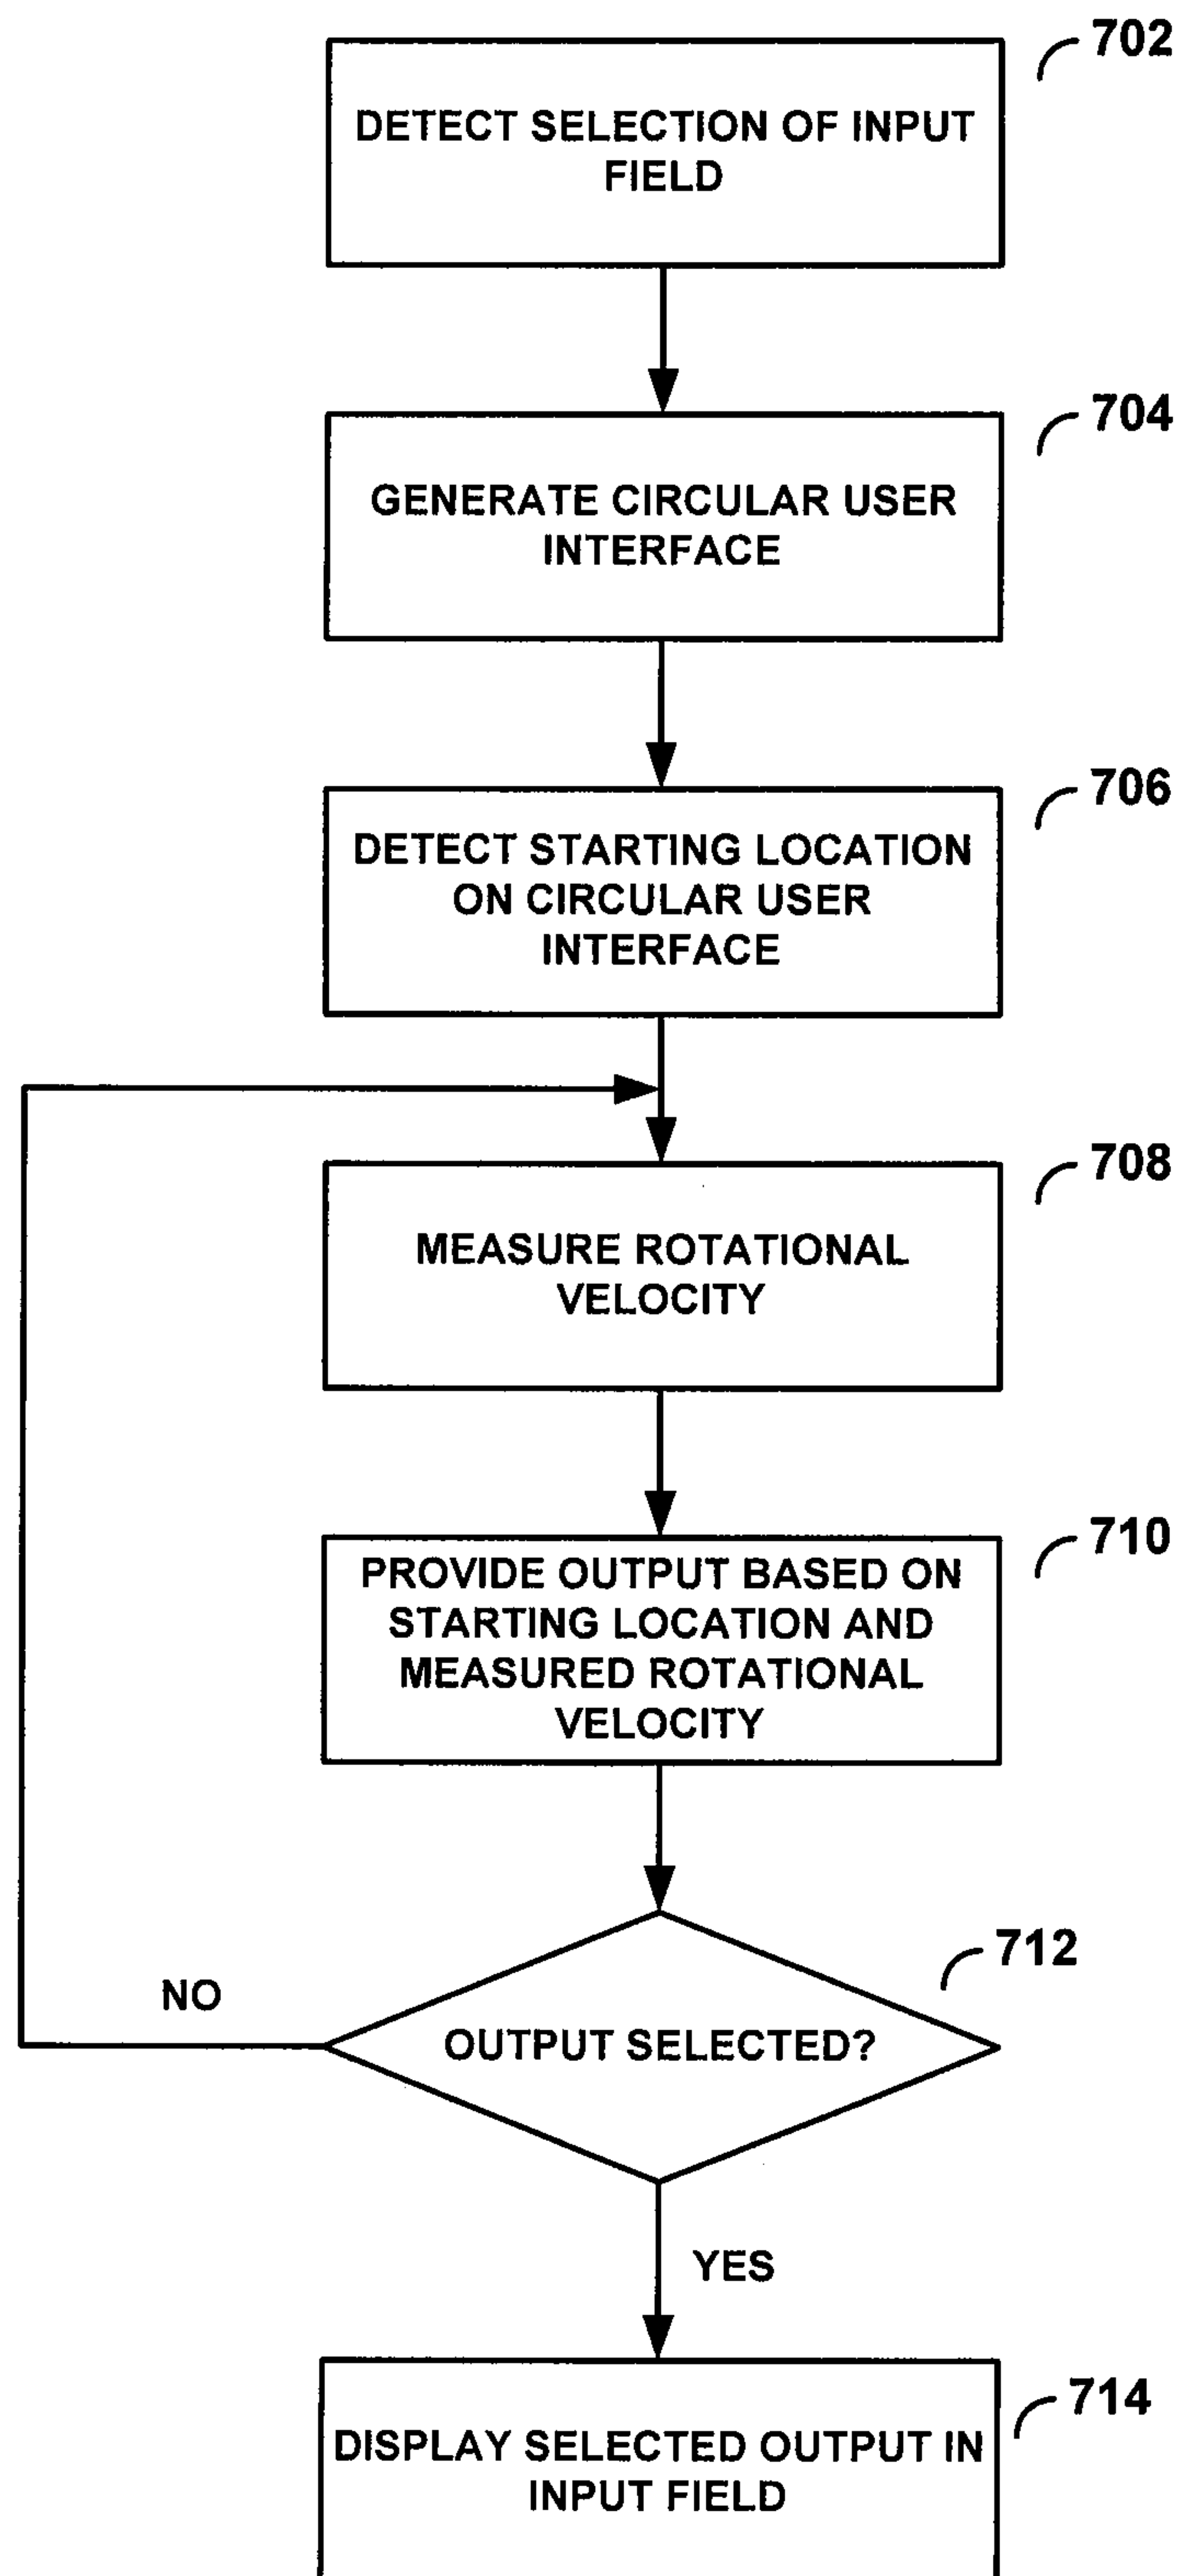 702
DETECT SELECTION OF INPUT
FIELD
704
GENERATE CIRCULAR USER
INTERFACE
706
DETECT STARTING LOCATION
ON CIRCULAR USER
INTERFACE
708
MEASURE ROTATIONAL
VELOCITY
710
PROVIDE OUTPUT BASED ON
STARTING LOCATION AND
MEASURED ROTATIONAL
VELOCITY
712
NO
OUTPUT SELECTED?
YES
714
DISPLAY SELECTED OUTPUT IN
INPUT FIELD